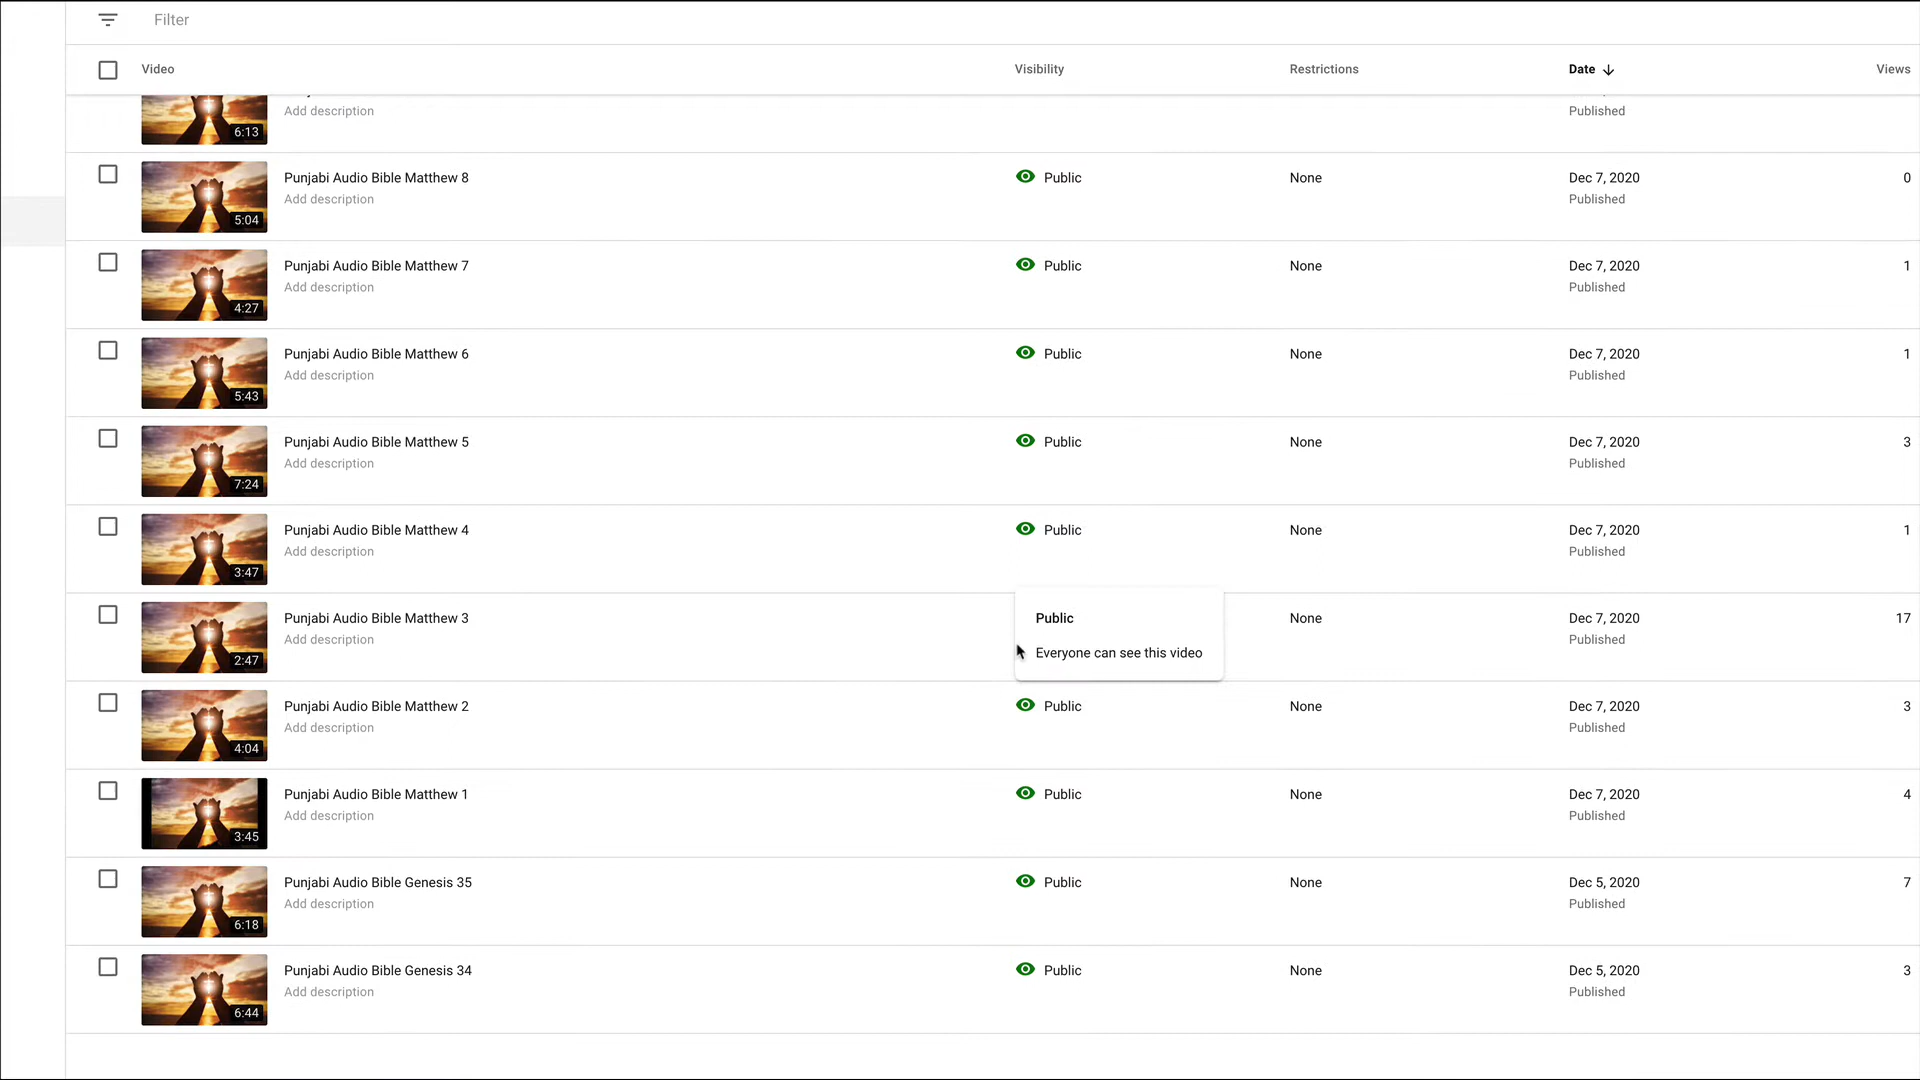 Filter
Video Visibility Restrictions Date Views
Add description Published
6:13
Punjabi Audio Bible Matthew 8 Public None Dec 7, 2020 0
Add description Published
5:04
Punjabi Audio Bible Matthew 7 Public None Dec 7, 2020 1
Add description Published
4:27
Punjabi Audio Bible Matthew 6 Public None Dec 7, 2020 1
Add description Published
5:43
Punjabi Audio Bible Matthew 5 Public None Dec 7, 2020 3
Add description Published
7:24
Punjabi Audio Bible Matthew 4 Public None Dec 7, 2020 1
Add description Published
3:47
Punjabi Audio Bible Matthew 3 Public None Dec 7, 2020 17
Add description Published
Everyone can see this video
2:47
Punjabi Audio Bible Matthew 2 Public None Dec 7, 2020 3
Add description Published
4:04
Punjabi Audio Bible Matthew 1 Public None Dec 7, 2020 4
Add description Published
3:45
Punjabi Audio Bible Genesis 35 Public None Dec 5, 2020 7
Add description Published
6:18
Punjabi Audio Bible Genesis 34 Public None Dec 5, 2020 3
Add description Published
6:44